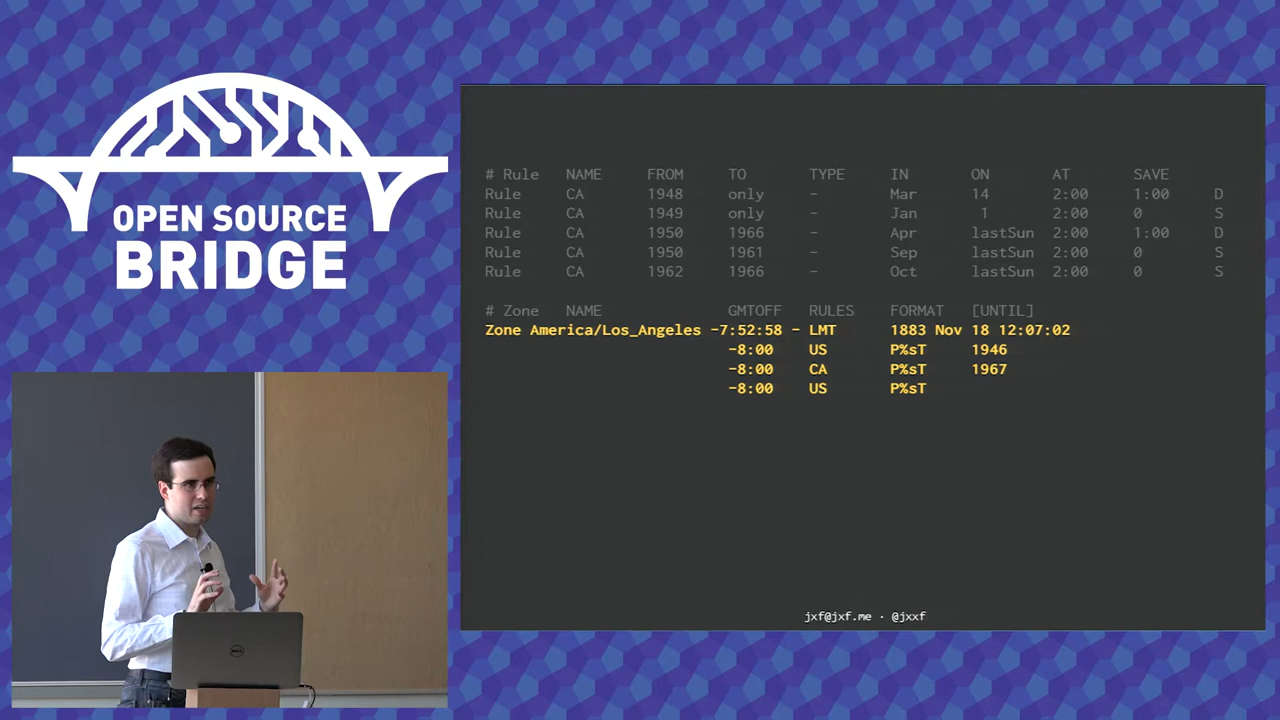 OPEN SOURCE
BRIDGE
# Rule NAME FROM TO TYPE IN ON AT SAVE
Rule CA 1948 only - Mar 14 2:00 1:00 D
Rule CA 1949 only - Jan 1 2:00 0 S
Rule CA 1950 1966 - Apr lastSun 2:00 1:00 D
Rule CA 1950 1961 - Sep lastSun 2:00 0 S
Rule CA 1962 1966 - Oct lastSun 2:00 0 S
# Zone NAME GMTOFF RULES FORMAT [UNTIL]
Zone America/Los_Angeles -7:52:58 - LMT 1883 Nov 18 12:07:02
-8:00 US P%sT 1946
-8:00 CA P%sT 1967
-8:00 US P%sT
jxf@jxf.me · @jxxf
DELL